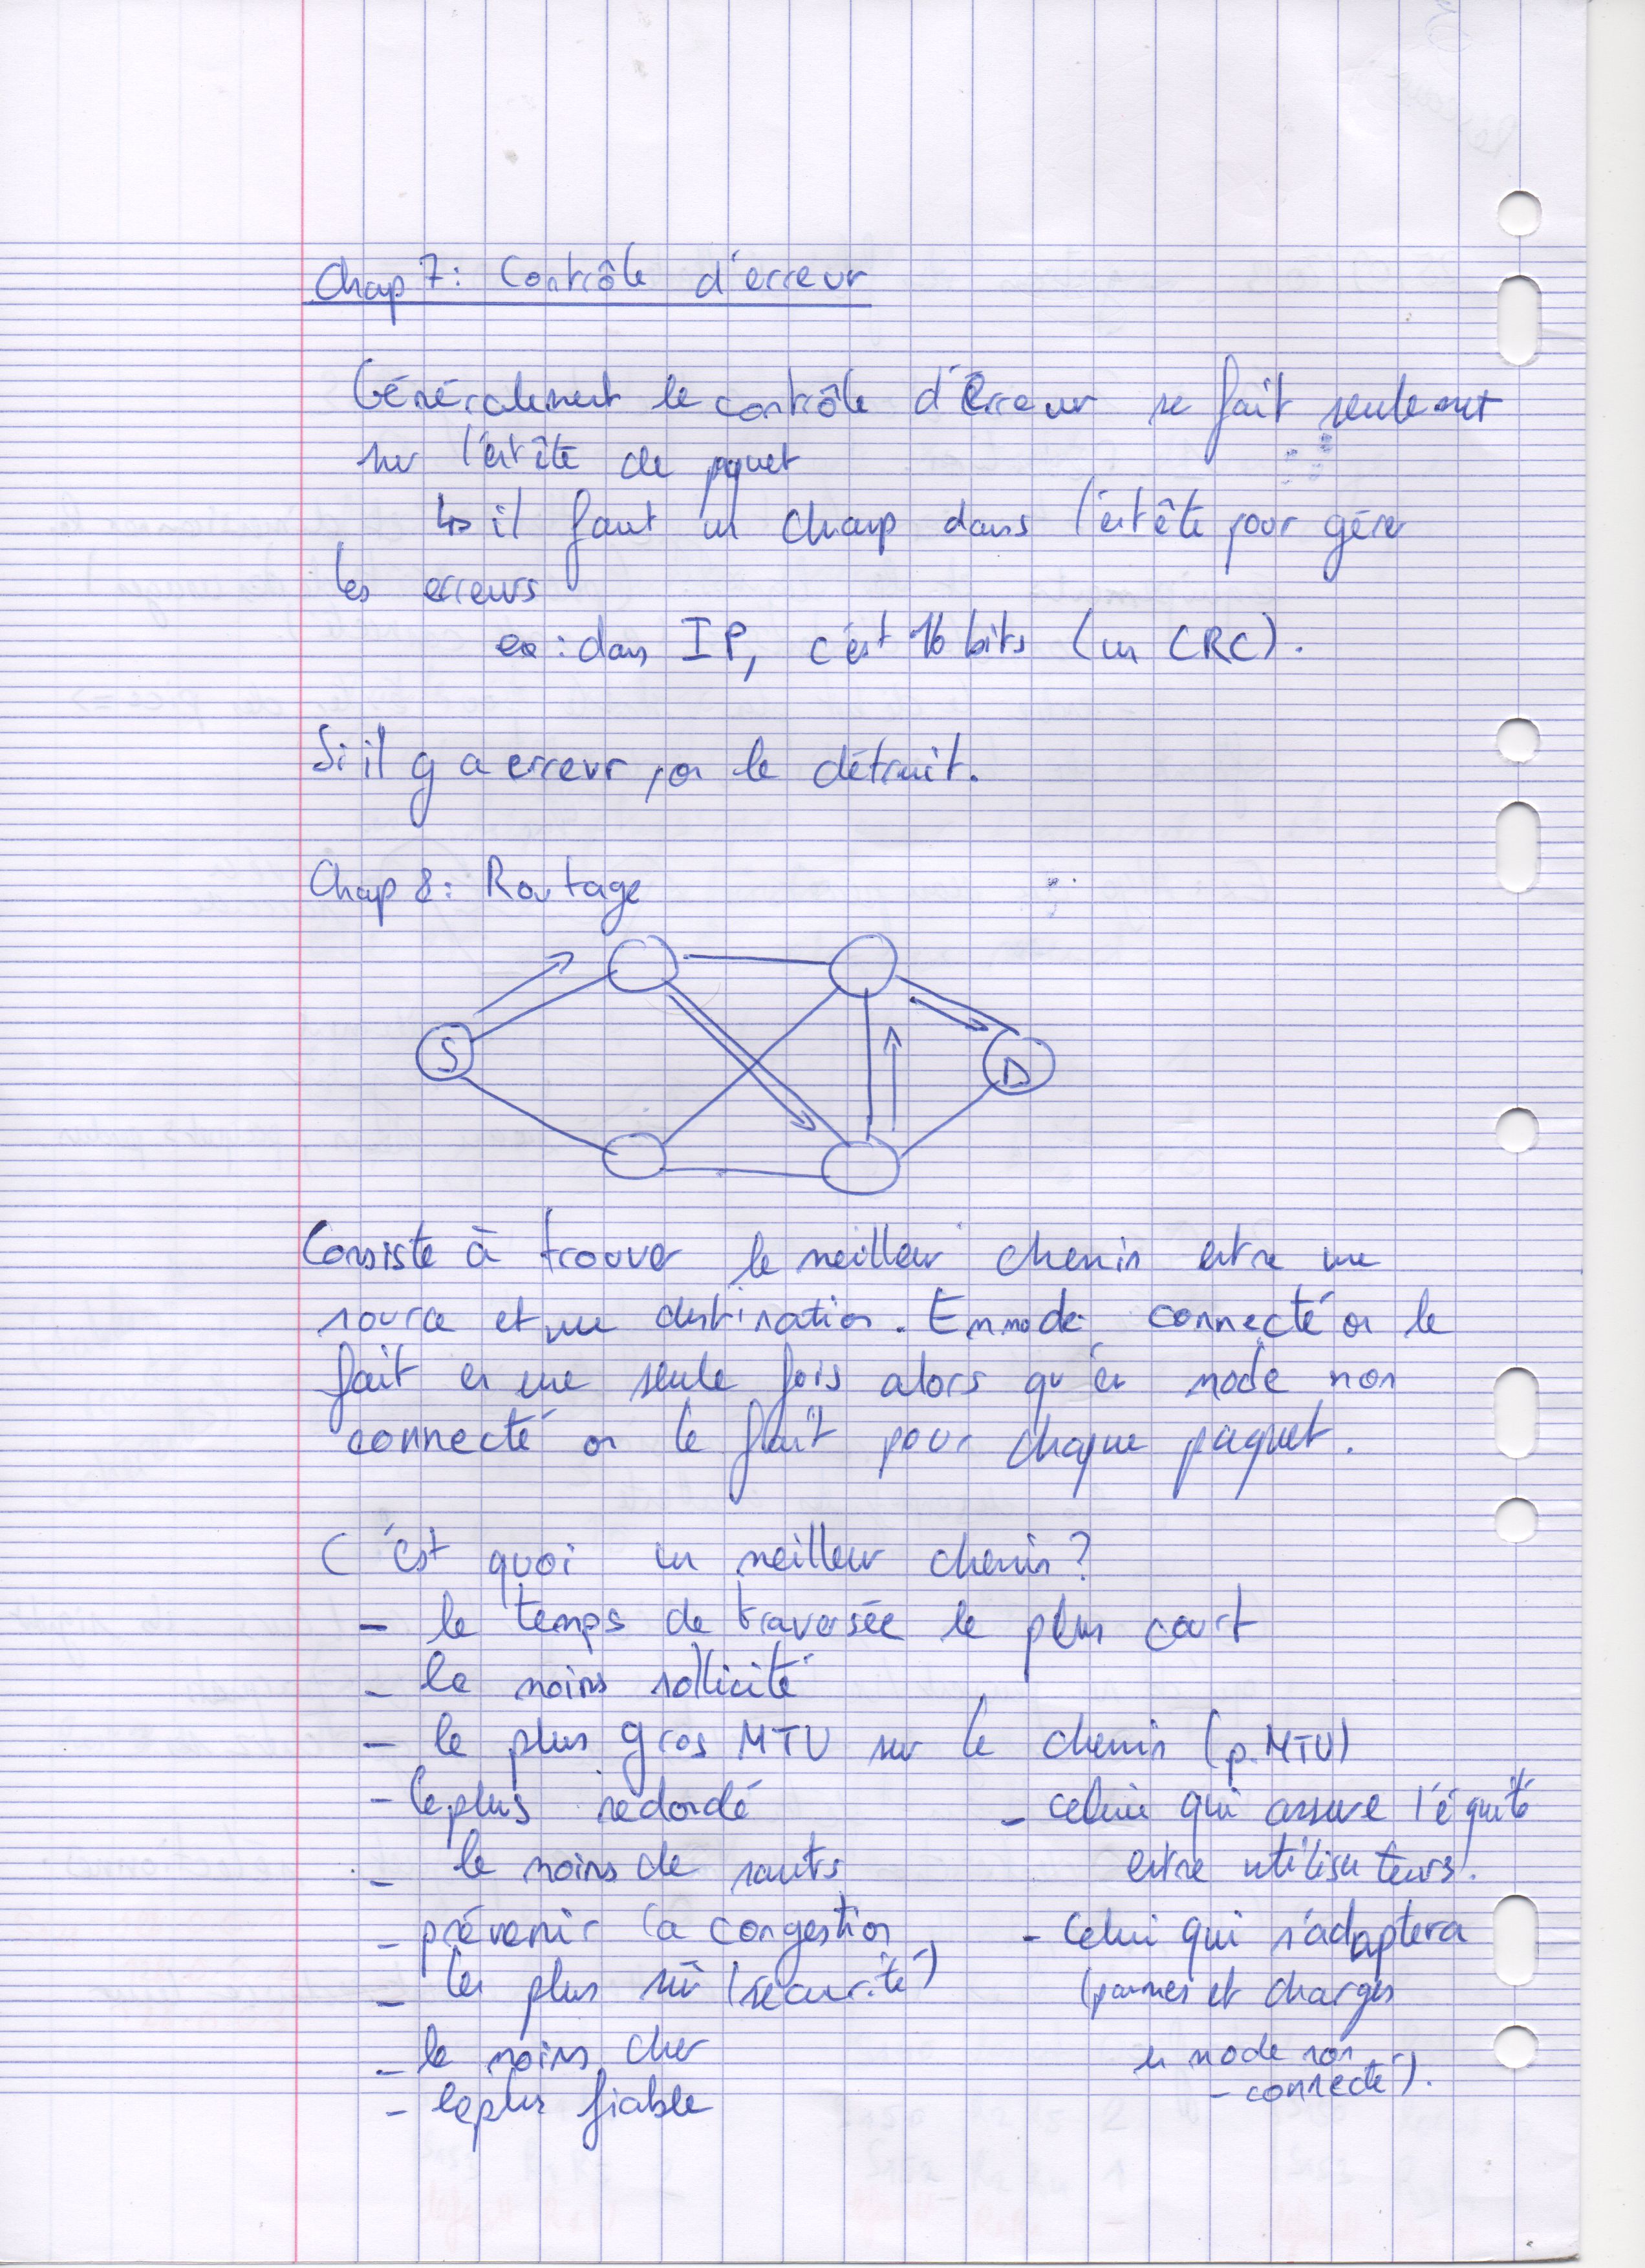 Chap 7: Contrôle d'erreur
Généralement le contrôle d'Erreur se fait seulement
sur l'entête de paquet
↳ il faut un champ dans l'entête pour gérer
les erreurs
ex: dans IP, c'est 16 bits (un CRC).
Si il y a erreur, on le détruit.
Chap 8: Routage
S
D
Consiste à trouver le meilleur chemin entre une
source et une destination. En mode connecté on le
fait en une seule fois alors qu'en mode non
connecté on le fait pour chaque paquet.
C'est quoi un meilleur chemin?
- le temps de traversée le plus court
- le moins sollicité
- le plus gros MTU sur le chemin (p.MTU)
- le plus redondé
- le moins de sauts
- prévenir la congestion
- les plus sûr (sécurité)
- le moins cher
- le plus fiable
- celui qui assure l'équité
entre utilisateurs.
- celui qui s'adaptera
(pannes et charges
en mode non
- connecté).